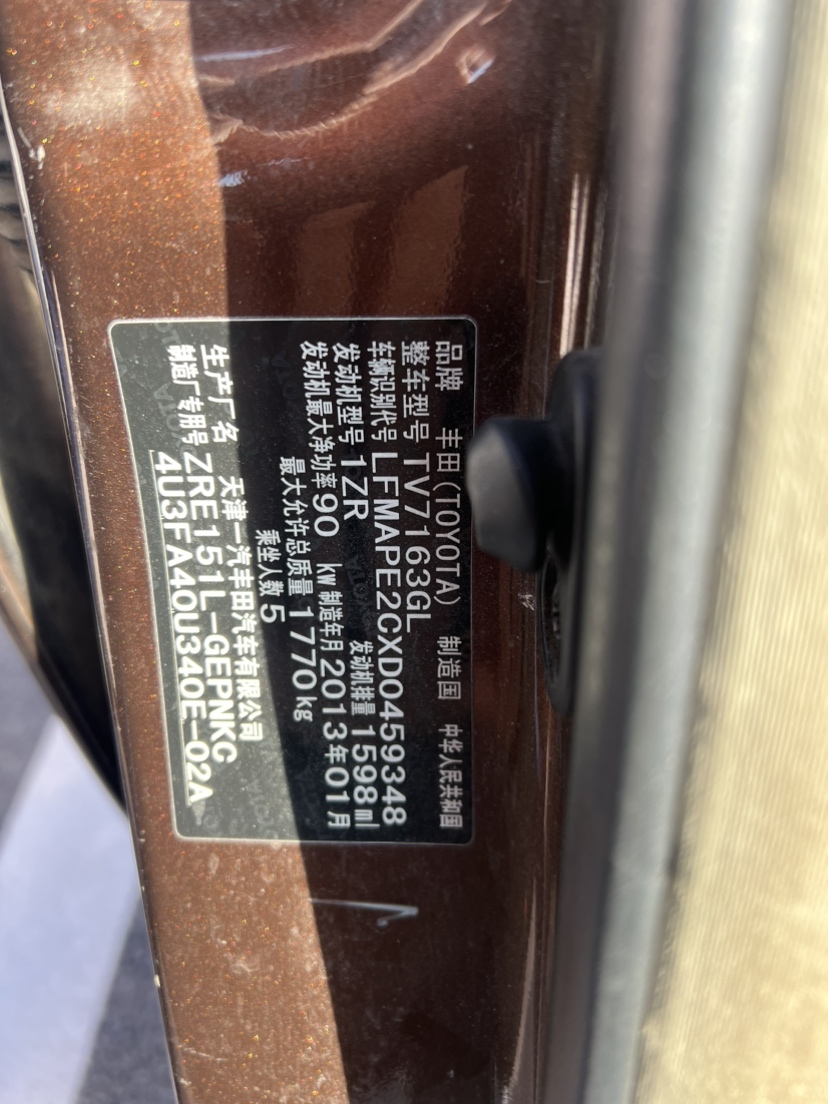 品牌 丰田(TOYOTA) 制造国 中华人民共和国
整车型号 TV7163GL
车辆识别代号 LFMAPE2CXD0459348
发动机型号 1ZR 发动机排量 1598ml
发动机最大净功率 90 kW 制造年月 2013年01月
最大允许总质量 1770kg
乘坐人数 5
生产厂名 天津一汽丰田汽车有限公司
制造厂专用号 ZRE151L-GEPNKC
4U3FA40U340E-02A